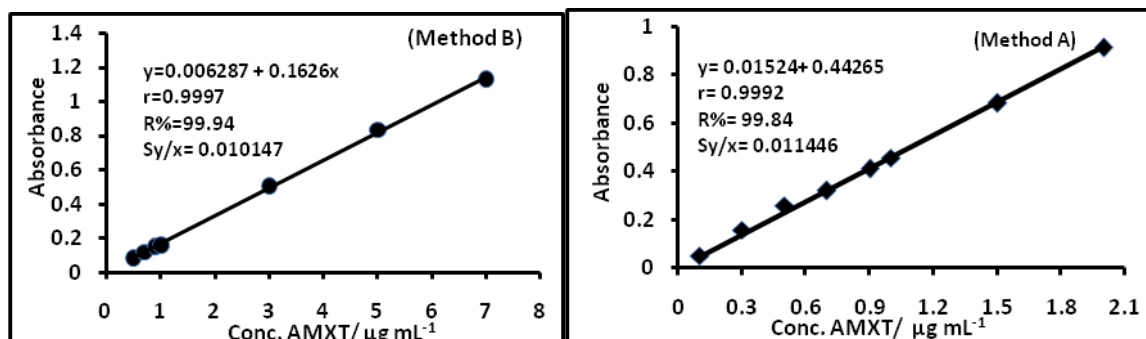 (Method B)
y=0.006287 + 0.1626x
r=0.9997
R%=99.94
Sy/x= 0.010147
Absorbance
1.4
1.2
1
0.8
0.6
0.4
0.2
0
0 1 2 3 4 5 6 7 8
Conc. AMXT/ µg mL-1
(Method A)
y= 0.01524+ 0.44265
r= 0.9992
R%= 99.84
Sy/x= 0.011446
Absorbance
1
0.8
0.6
0.4
0.2
0
0 0.3 0.6 0.9 1.2 1.5 1.8 2.1
Conc. AMXT/ µg mL-1